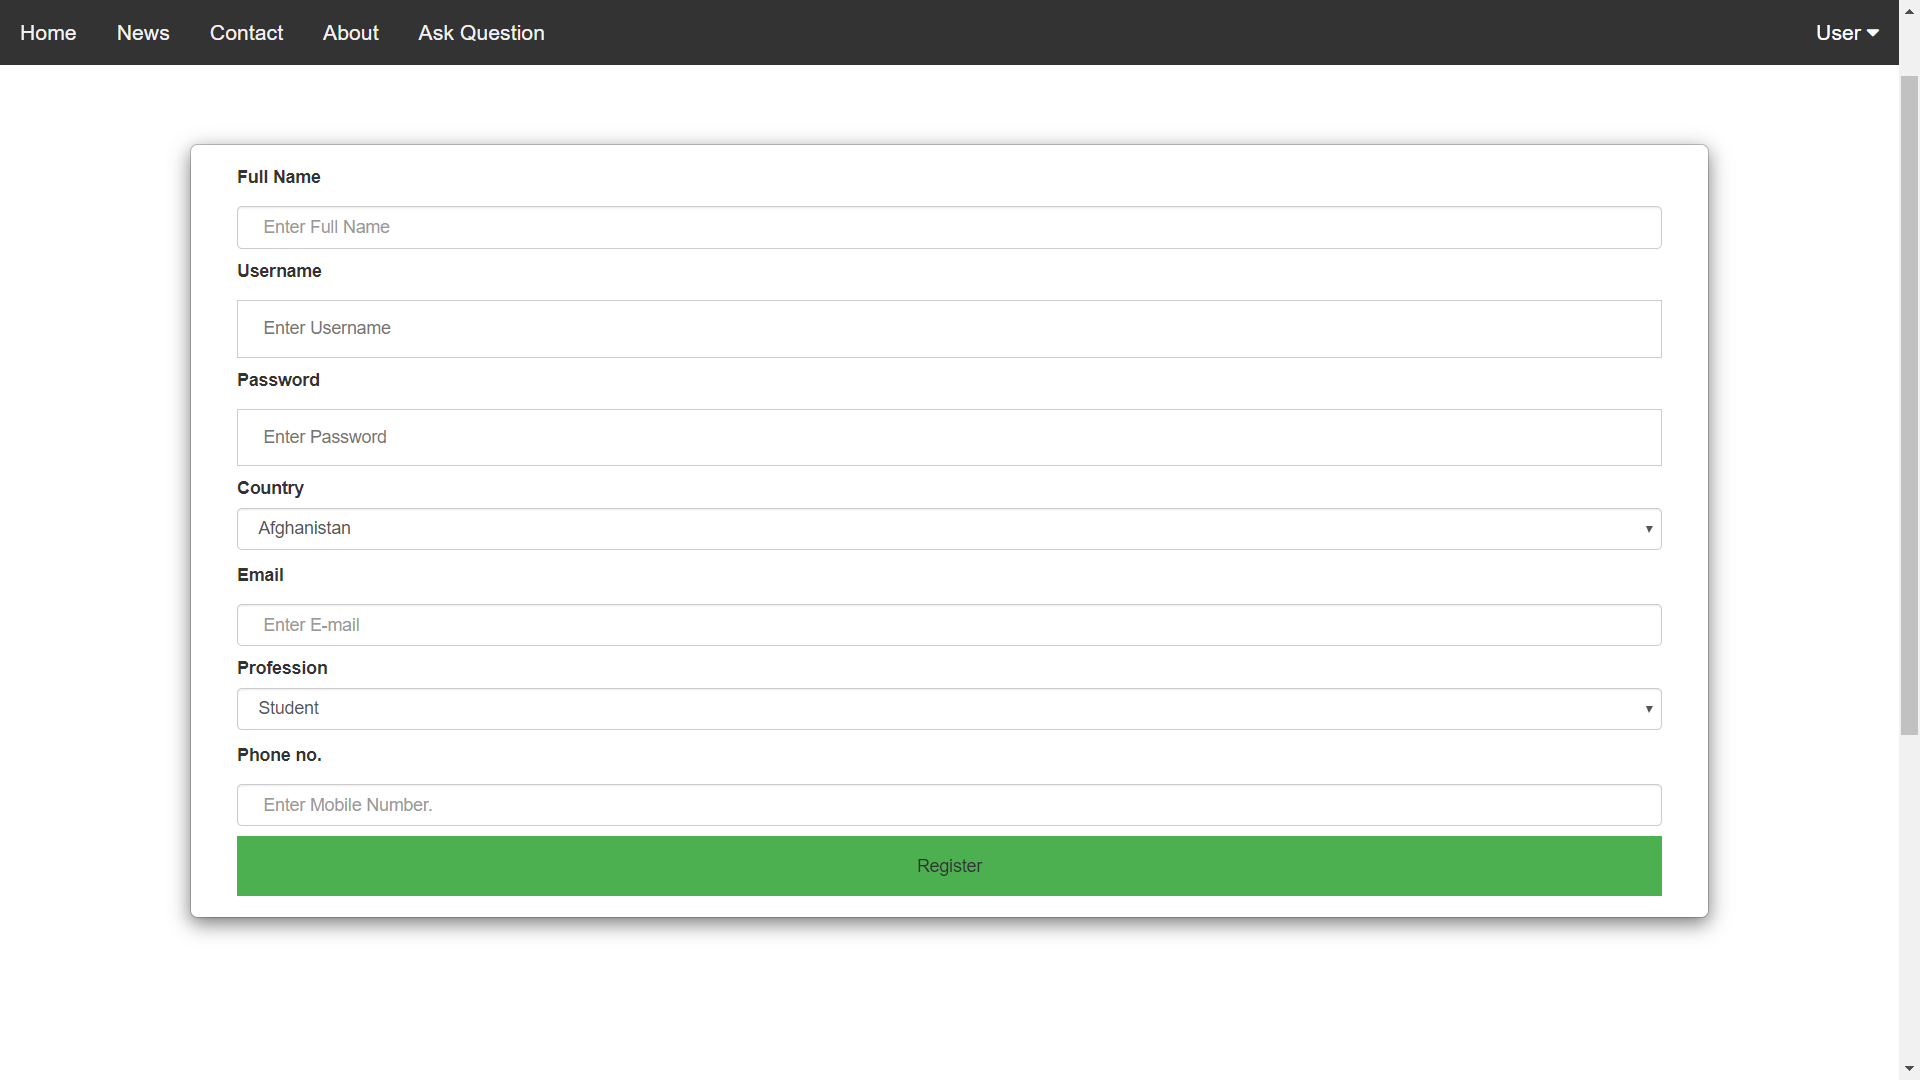 Home News Contact About Ask Question User
Full Name
Enter Full Name
Username
Enter Username
Password
Enter Password
Country
Afghanistan
Email
Enter E-mail
Profession
Student
Phone no.
Enter Mobile Number.
Register